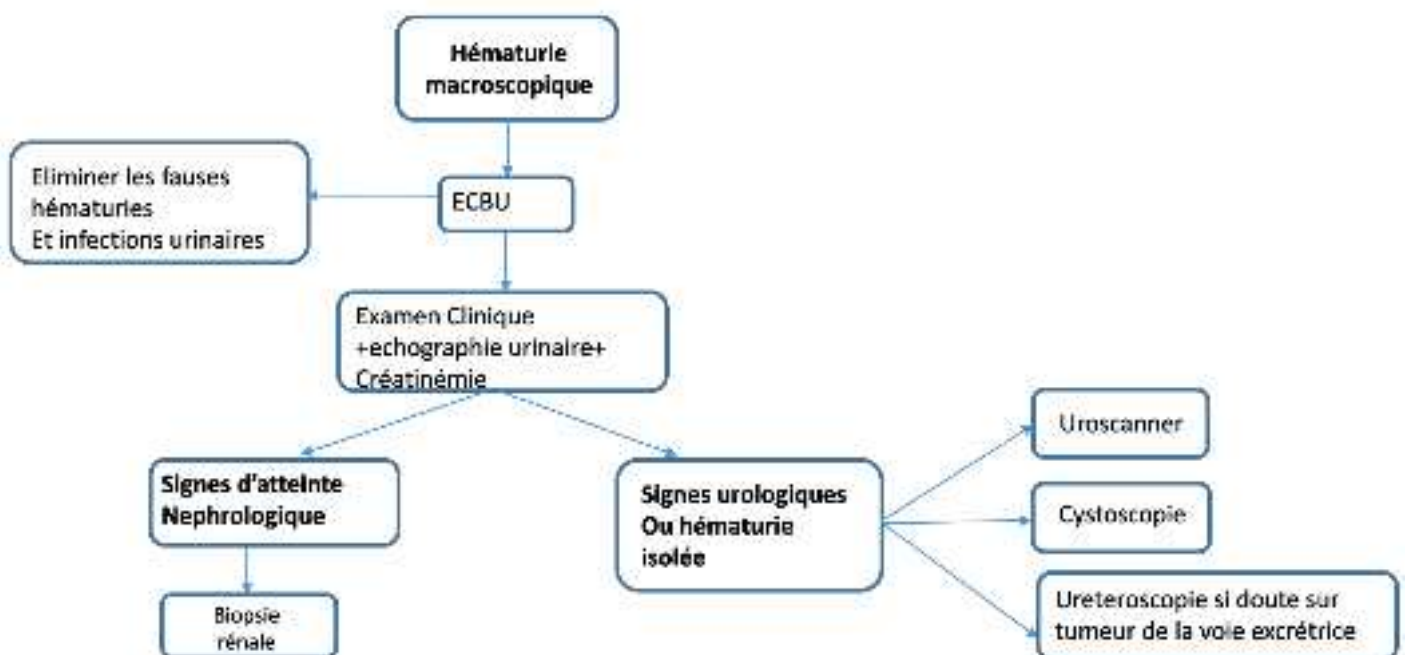 Hématurie
macroscopique
Eliminer les fauses
hématuries
Et infections urinaires
ECBU
Examen Clinique
+echographie urinaire+
Créatinémie
Signes d'atteinte
Nephrologique
Biopsie
rénale
Signes urologiques
Ou hématurie
isolée
Uroscanner
Cystoscopie
Ureteroscopie si doute sur
tumeur de la voie excrétrice